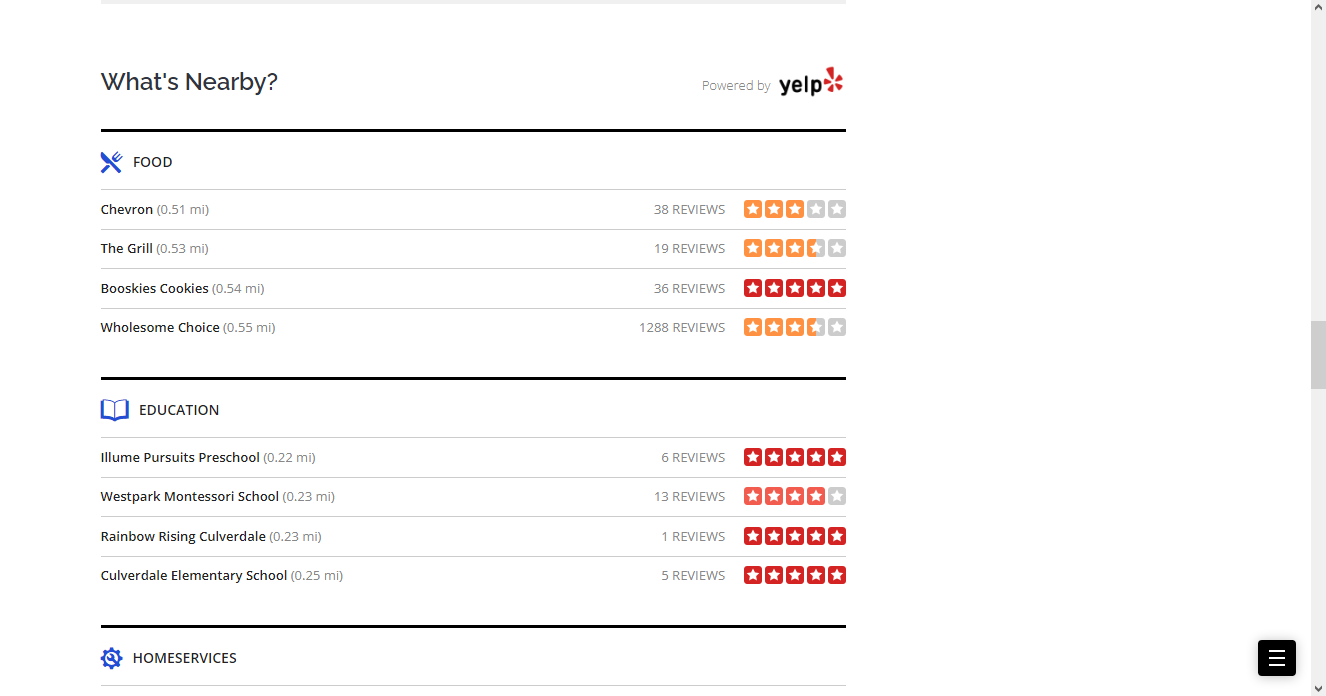 What's Nearby?
Powered by yelp
FOOD
Chevron (0.51 mi) 38 REVIEWS
The Grill (0.53 mi) 19 REVIEWS
Booskies Cookies (0.54 mi) 36 REVIEWS
Wholesome Choice (0.55 mi) 1288 REVIEWS
EDUCATION
Illume Pursuits Preschool (0.22 mi) 6 REVIEWS
Westpark Montessori School (0.23 mi) 13 REVIEWS
Rainbow Rising Culverdale (0.23 mi) 1 REVIEWS
Culverdale Elementary School (0.25 mi) 5 REVIEWS
HOMESERVICES